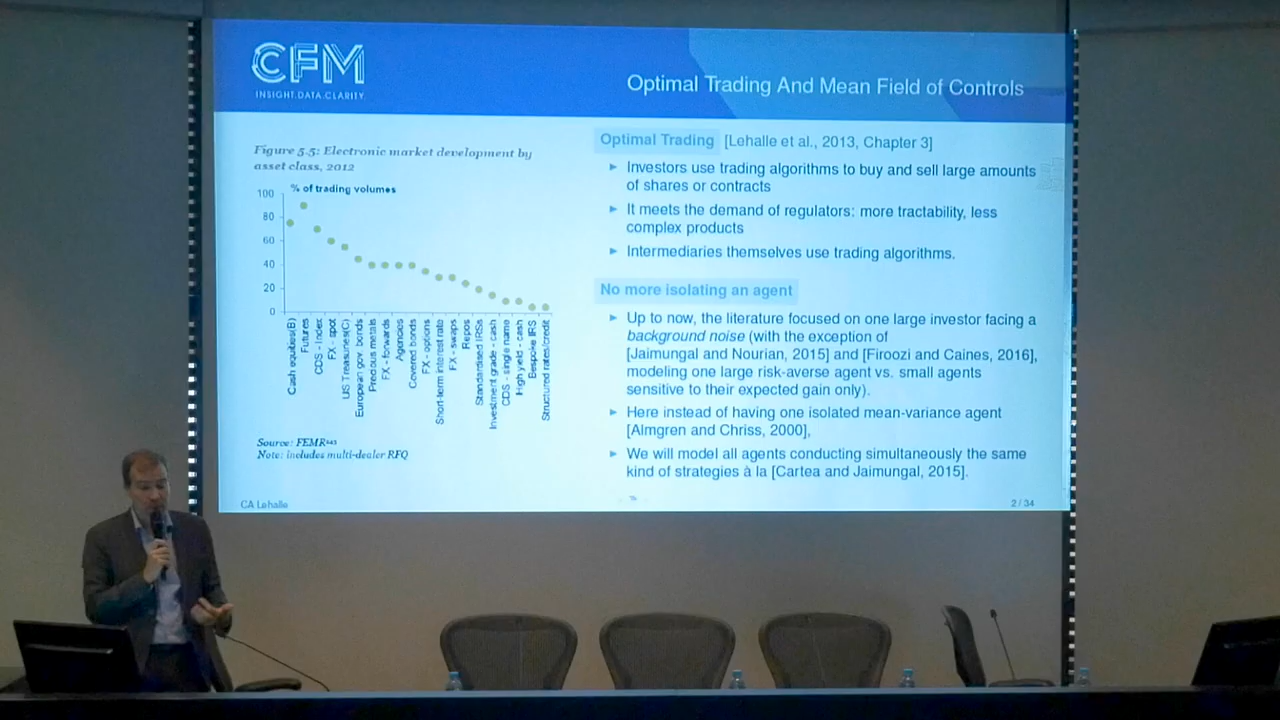 CFM
INSIGHT.DATA.CLARITY.
Optimal Trading And Mean Field of Controls
Figure 5.5: Electronic market development by
asset class, 2012
% of trading volumes
100
80
60
40
20
0
Cash equities(B)
Futures
CDS - Index
FX - spot
US Treasuries(C)
European gov. bonds
Precious metals
FX - forwards
Agencies
Covered bonds
FX - options
Short-term interest rate
FX - swaps
Repos
Standardised IRSs
Investment grade - cash
CDS - single name
High yield - cash
Bespoke IRS
Structured rates/credit
Source: FEMR
Note: includes multi-dealer RFQ
Optimal Trading [Lehalle et al., 2013, Chapter 3]
► Investors use trading algorithms to buy and sell large amounts
of shares or contracts
► It meets the demand of regulators: more tractability, less
complex products
► Intermediaries themselves use trading algorithms.
No more isolating an agent
► Up to now, the literature focused on one large investor facing a
background noise (with the exception of
[Jaimungal and Nourian, 2015] and [Firoozi and Caines, 2016],
modeling one large risk-averse agent vs. small agents
sensitive to their expected gain only).
► Here instead of having one isolated mean-variance agent
[Almgren and Chriss, 2000],
► We will model all agents conducting simultaneously the same
kind of strategies à la [Cartea and Jaimungal, 2015].
CA Lehalle
2 / 34